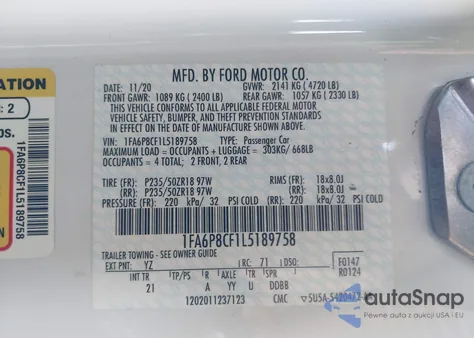 ATION
: 2
bs.
1FA6P8CF1L5189758
MFD. BY FORD MOTOR CO.
DATE: 11/20 GVWR: 2141 KG ( 4720 LB)
FRONT GAWR: 1089 KG ( 2400 LB) REAR GAWR: 1057 KG ( 2330 LB)
THIS VEHICLE CONFORMS TO ALL APPLICABLE FEDERAL MOTOR
VEHICLE SAFETY, BUMPER, AND THEFT PREVENTION STANDARDS IN
EFFECT ON THE DATE OF MANUFACTURE SHOWN ABOVE.
VIN: 1FA6P8CF1L5189758 TYPE: Passenger Car
MAXIMUM LOAD = OCCUPANTS + LUGGAGE = 303KG/ 668LB
OCCUPANTS = 4 TOTAL; 2 FRONT, 2 REAR
TIRE (FR): P235/50ZR18 97W RIMS (FR): 18x8.0J
TIRE (RR): P235/50ZR18 97W RIMS (RR): 18x8.0J
PRESSURE (FR): 220 kPa/ 32 PSI COLD (RR): 220 kPa/ 32 PSI COLD
1FA6P8CF1L5189758
TRAILER TOWING - SEE OWNER GUIDE
EXT PNT: YZ RC: 71 DSO: F0147
R0124
INT TR TP/PS R AXLE TR SPR
21 A YY U DDBB
1202011237123 CMC
autoSnap
Pewne auta z aukcji USA i EU